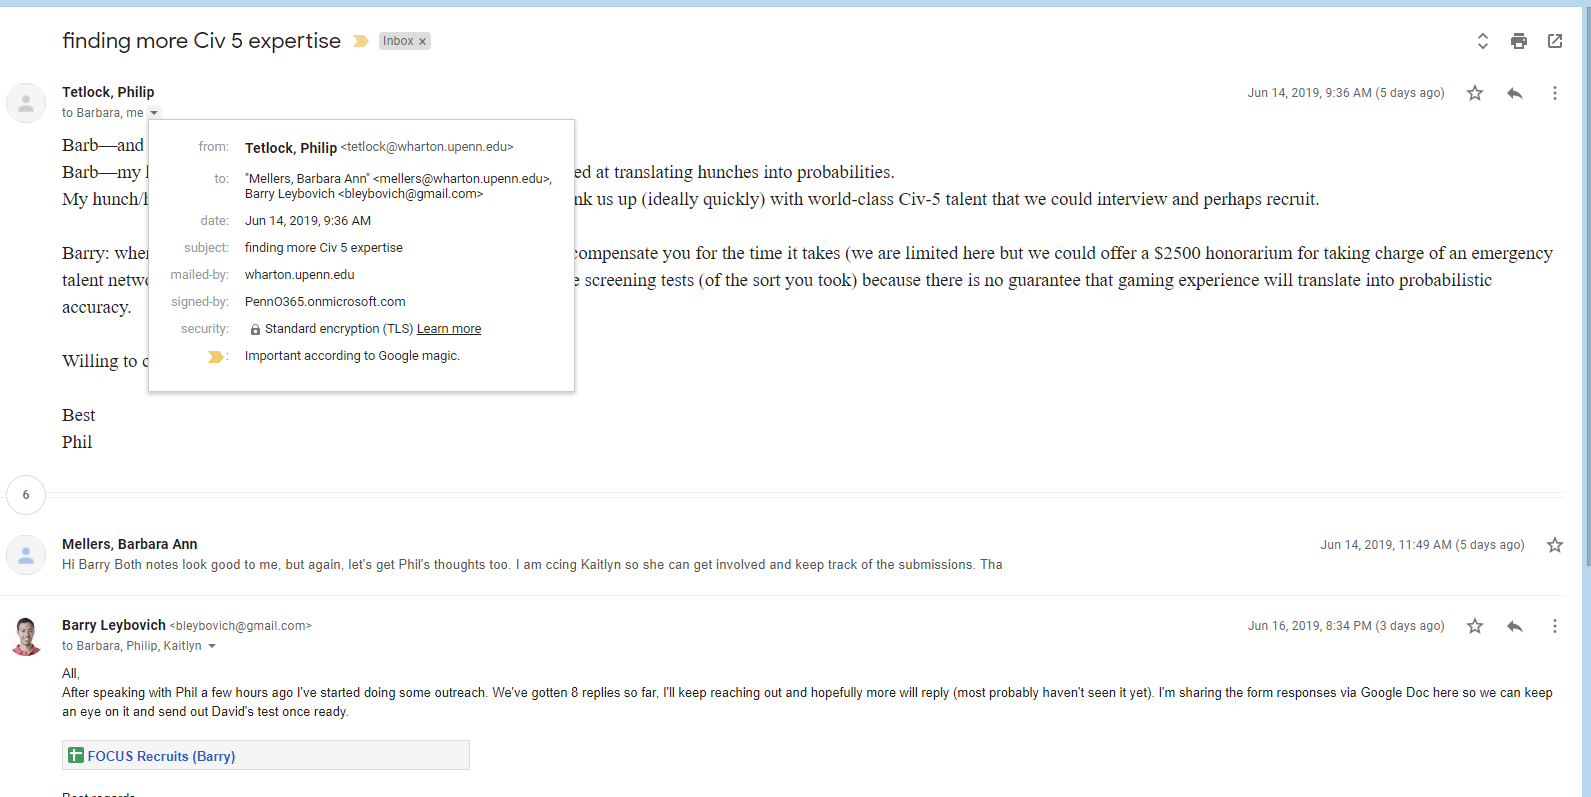 finding more Civ 5 expertise Inbox ×
Tetlock, Philip Jun 14, 2019, 9:36 AM (5 days ago)
to Barbara, me
from: Tetlock, Philip <tetlock@wharton.upenn.edu>
to: "Mellers, Barbara Ann" <mellers@wharton.upenn.edu>,
Barry Leybovich <bleybovich@gmail.com>
date: Jun 14, 2019, 9:36 AM
subject: finding more Civ 5 expertise
mailed-by: wharton.upenn.edu
signed-by: PennO365.onmicrosoft.com
security: Standard encryption (TLS) Learn more
: Important according to Google magic.
Barb—and
Barb—my ed at translating hunches into probabilities.
My hunch/ nk us up (ideally quickly) with world-class Civ-5 talent that we could interview and perhaps recruit.
Barry: whe compensate you for the time it takes (we are limited here but we could offer a $2500 honorarium for taking charge of an emergency
talent netwo e screening tests (of the sort you took) because there is no guarantee that gaming experience will translate into probabilistic
accuracy.
Willing to c
Best
Phil
6
Mellers, Barbara Ann Jun 14, 2019, 11:49 AM (5 days ago)
Hi Barry Both notes look good to me, but again, let's get Phil's thoughts too. I am ccing Kaitlyn so she can get involved and keep track of the submissions. Tha
Barry Leybovich <bleybovich@gmail.com> Jun 16, 2019, 8:34 PM (3 days ago)
to Barbara, Philip, Kaitlyn
All,
After speaking with Phil a few hours ago I've started doing some outreach. We've gotten 8 replies so far, I'll keep reaching out and hopefully more will reply (most probably haven't seen it yet). I'm sharing the form responses via Google Doc here so we can keep
an eye on it and send out David's test once ready.
FOCUS Recruits (Barry)
Best regards